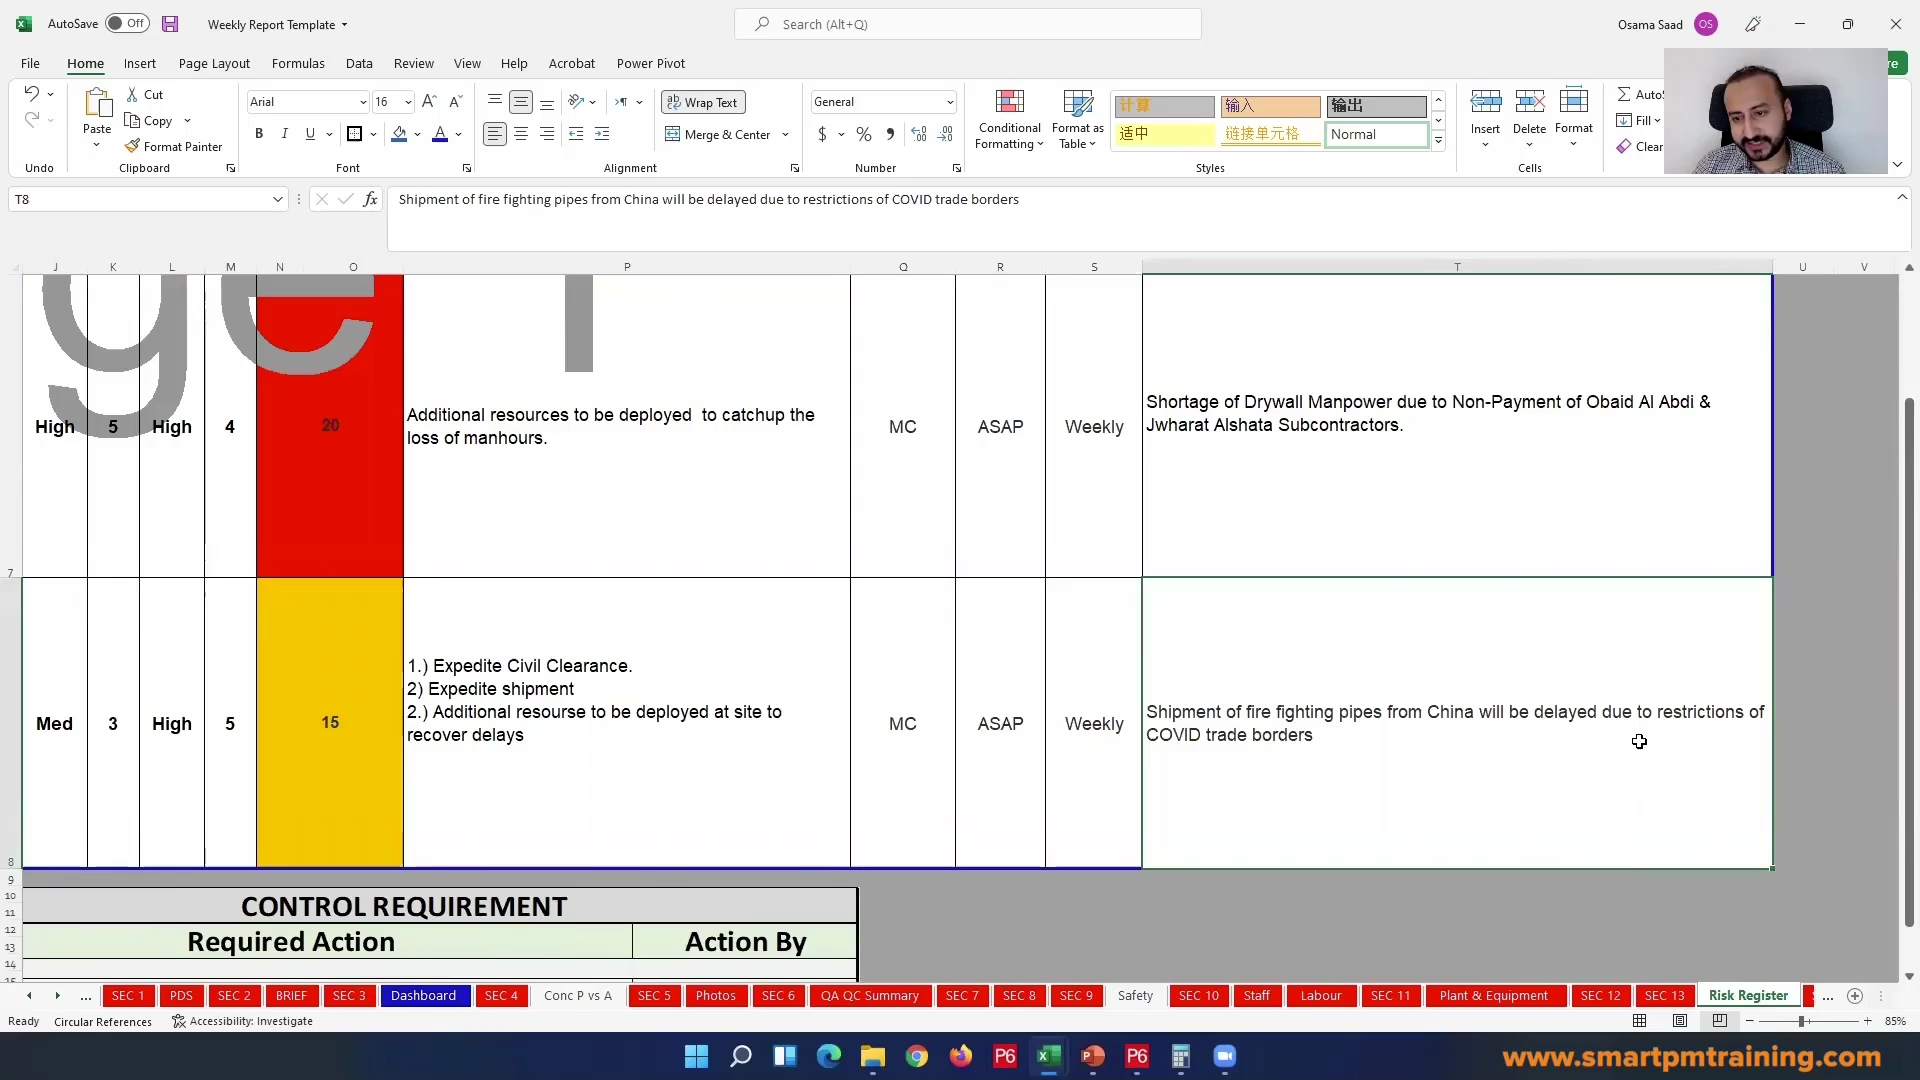 AutoSave Off Weekly Report Template
Search (Alt+Q)
Osama Saad OS
File Home Insert Page Layout Formulas Data Review View Help Acrobat Power Pivot
Cut
Copy
Format Painter
Paste
Undo
Clipboard
Arial 16
B I U
Font
Wrap Text
Merge & Center
Alignment
General
$ % 9
Number
Conditional Formatting
Format as Table
计算 输入 输出
适中 链接单元格 Normal
Styles
Insert Delete Format
Cells
Fill
Clear
T8
fx
Shipment of fire fighting pipes from China will be delayed due to restrictions of COVID trade borders
J K L M N O P Q R S T U V
High 5 High 4 20
Additional resources to be deployed to catchup the
loss of manhours.
MC ASAP Weekly
Shortage of Drywall Manpower due to Non-Payment of Obaid Al Abdi &
Jwharat Alshata Subcontractors.
7
Med 3 High 5 15
1.) Expedite Civil Clearance.
2) Expedite shipment
2.) Additional resourse to be deployed at site to
recover delays
MC ASAP Weekly
Shipment of fire fighting pipes from China will be delayed due to restrictions of
COVID trade borders
8
9
10
11
12
13
14
CONTROL REQUIREMENT
Required Action Action By
... SEC 1 PDS SEC 2 BRIEF SEC 3 Dashboard SEC 4 Conc P vs A SEC 5 Photos SEC 6 QA QC Summary SEC 7 SEC 8 SEC 9 Safety SEC 10 Staff Labour SEC 11 Plant & Equipment SEC 12 SEC 13 Risk Register ...
Ready Circular References Accessibility: Investigate 85%
P6 P6
www.smartpmtraining.com